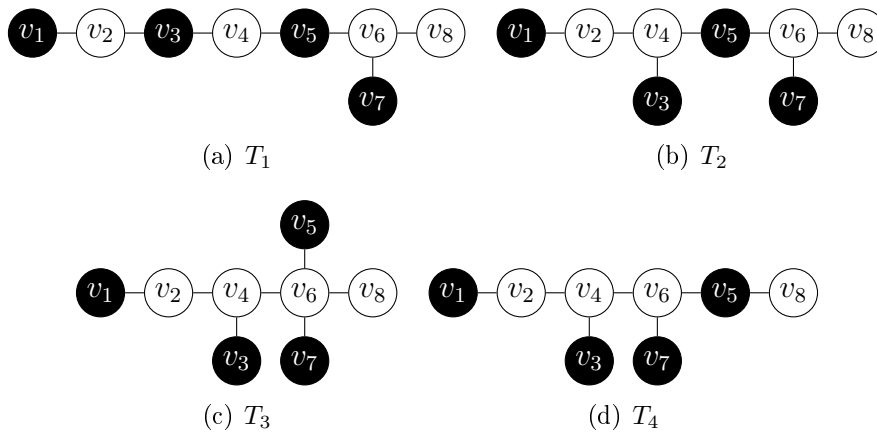 v₁ v₂ v₃ v₄ v₅ v₆ v₈
v₇
(a) T₁
v₁ v₂ v₄ v₅ v₆ v₈
v₃ v₇
(b) T₂
v₅
v₁ v₂ v₄ v₆ v₈
v₃ v₇
(c) T₃
v₁ v₂ v₄ v₆ v₅ v₈
v₃ v₇
(d) T₄